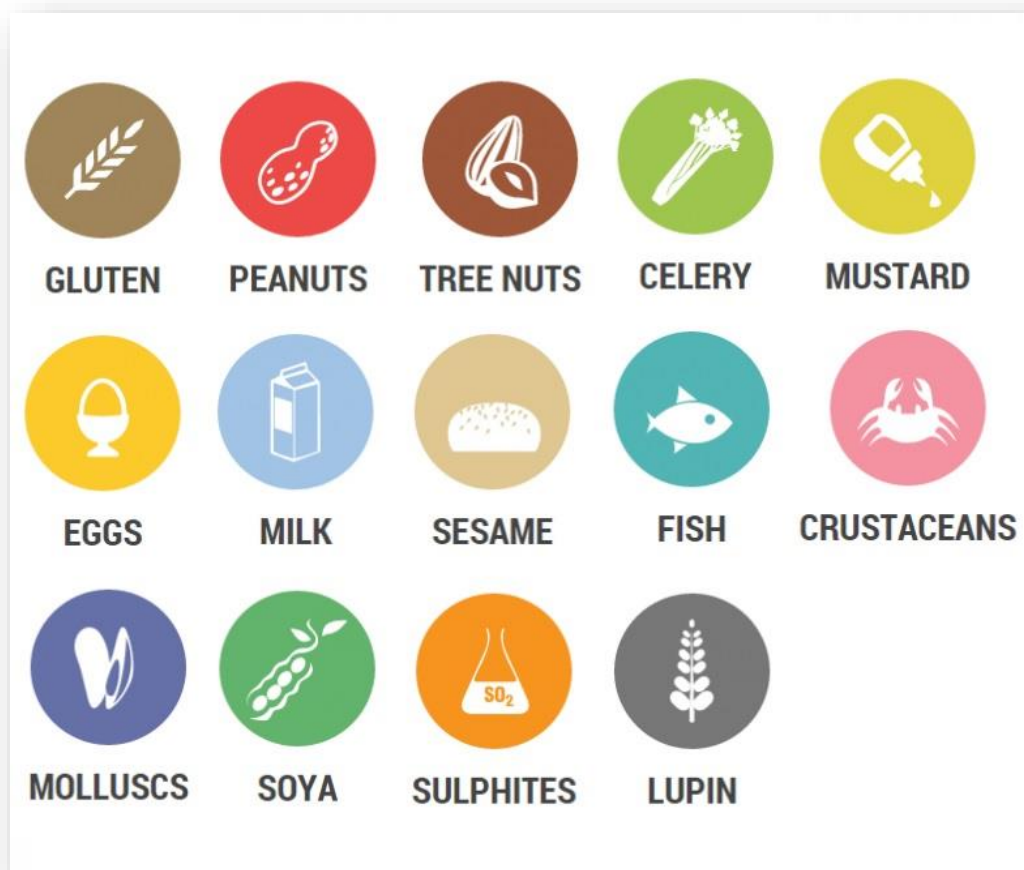 GLUTEN PEANUTS TREE NUTS CELERY MUSTARD
EGGS MILK SESAME FISH CRUSTACEANS
SO₂
MOLLUSCS SOYA SULPHITES LUPIN